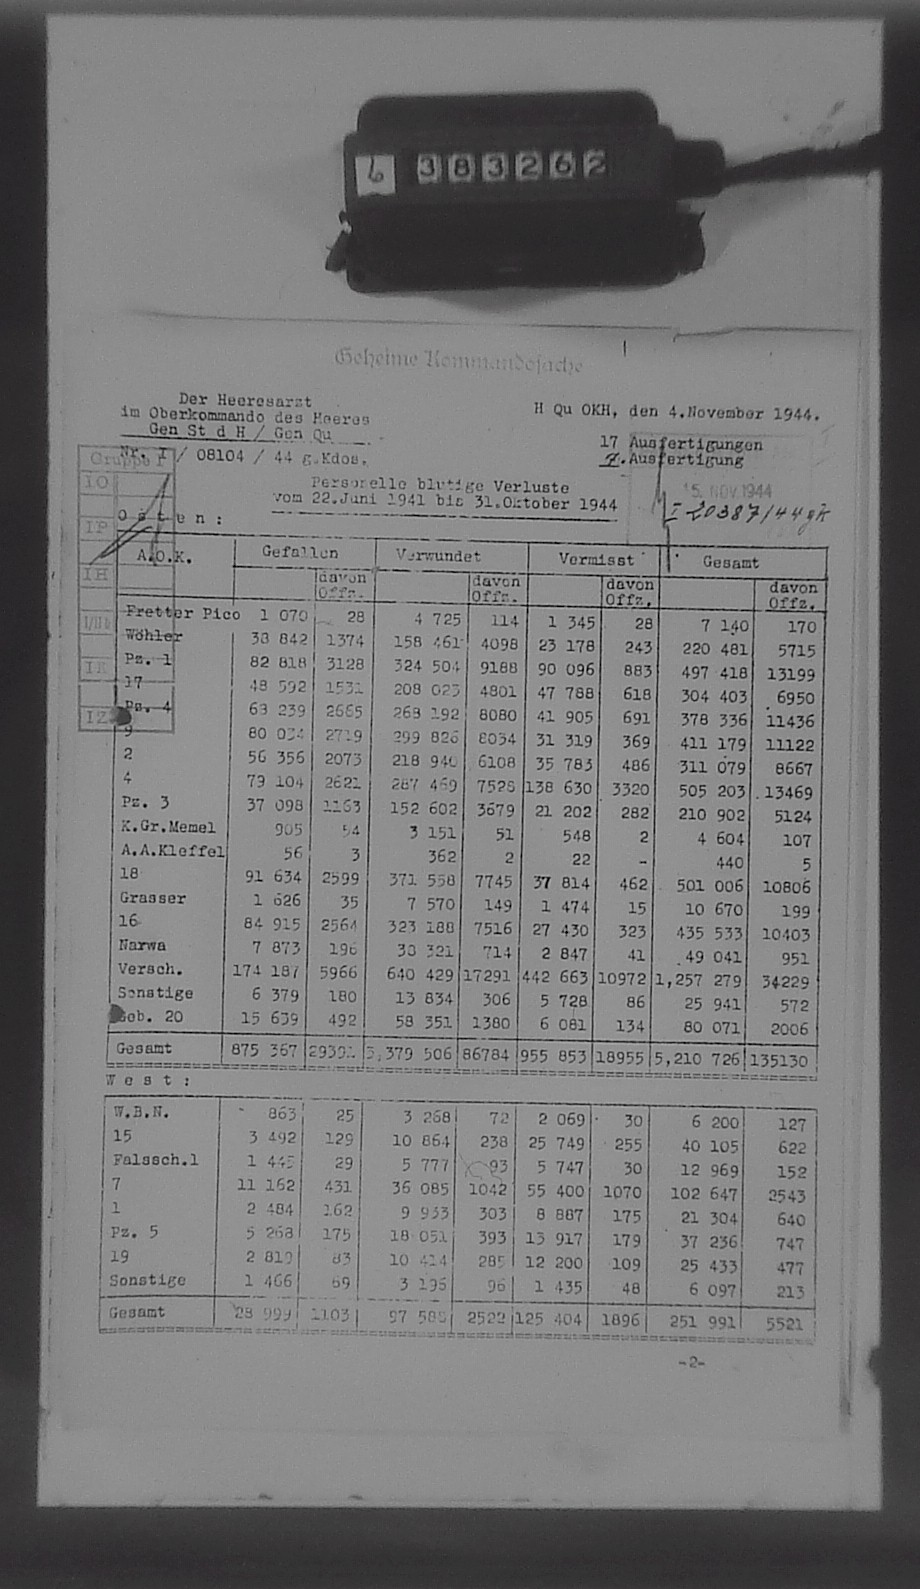 6 383262
Geheime Kommandosache
Der Heeresarzt
im Oberkommando des Heeres
Gen St d H / Gen Qu
Nr. I / 08104 / 44 g.Kdos.
H Qu OKH, den 4.November 1944.
17 Ausfertigungen
7.Ausfertigung
Gruppe I
IO
IP
IH
IE
IZ
5. NOV. 1944
I 20387/44 gK
Personelle blutige Verluste
vom 22.Juni 1941 bis 31.Oktober 1944
O s t e n :
A.O.K. Gefallen Verwundet Vermisst Gesamt
davon Offz. davon Offz. davon Offz. davon Offz.
Fretter Pico 1 070 28 4 725 114 1 345 28 7 140 170
Wöhler 38 842 1374 158 461 4098 23 178 243 220 481 5715
Pz. 1 82 818 3128 324 504 9188 90 096 883 497 418 13199
17 48 592 1531 208 023 4801 47 788 618 304 403 6950
Pz. 4 68 239 2665 268 192 8080 41 905 691 378 336 11436
9 80 034 2719 299 826 8034 31 319 369 411 179 11122
2 56 356 2073 218 940 6108 35 783 486 311 079 8667
4 79 104 2621 287 469 7528 138 630 3320 505 203 13469
Pz. 3 37 098 1163 152 602 3679 21 202 282 210 902 5124
K.Gr.Memel 905 54 3 151 51 548 2 4 604 107
A.A.Kleffel 56 3 362 2 22 - 440 5
18 91 634 2599 371 558 7745 37 814 462 501 006 10806
Grasser 1 626 35 7 570 149 1 474 15 10 670 199
16 84 915 2564 323 188 7516 27 430 323 435 533 10403
Narwa 7 873 196 38 321 714 2 847 41 49 041 951
Versch. 174 187 5966 640 429 17291 442 663 10972 1,257 279 34229
Sonstige 6 379 180 13 834 306 5 728 86 25 941 572
Geb. 20 15 639 492 58 351 1380 6 081 134 80 071 2006
Gesamt 875 367 29391 3,379 506 86784 955 853 18955 5,210 726 135130
W e s t :
W.B.N. 863 25 3 268 72 2 069 30 6 200 127
15 3 492 129 10 864 238 25 749 255 40 105 622
Fallsch.1 1 445 29 5 777 93 5 747 30 12 969 152
7 11 162 431 36 085 1042 55 400 1070 102 647 2543
1 2 484 162 9 933 303 8 887 175 21 304 640
Pz. 5 5 268 175 18 051 393 13 917 179 37 236 747
19 2 819 83 10 414 285 12 200 109 25 433 477
Sonstige 1 466 69 3 196 96 1 435 48 6 097 213
Gesamt 28 999 1103 97 588 2522 125 404 1896 251 991 5521
-2-